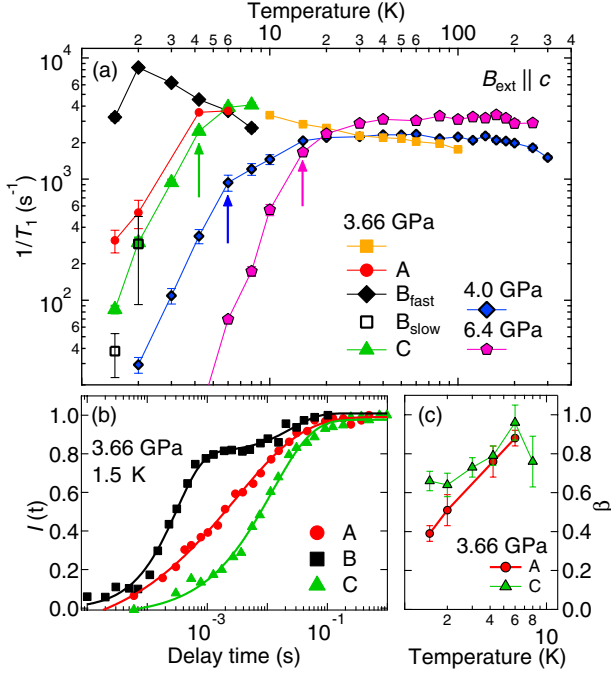 Temperature (K)
2 3 4 5 6 10 2 3 4 5 6 100 2 3 4
(a)
B_ext || c
10^4
6
4
2
10^3
6
4
2
10^2
6
4
2
1/T_1 (s^-1)
3.66 GPa
A
B_fast
B_slow
C
4.0 GPa
6.4 GPa
(b)
3.66 GPa
1.5 K
1.0
0.8
0.6
0.4
0.2
0.0
I (t)
A
B
C
10^-3
10^-1
Delay time (s)
(c)
1.0
0.8
0.6
0.4
0.2
0.0
β
3.66 GPa
A
C
2 4 6 8 10
Temperature (K)